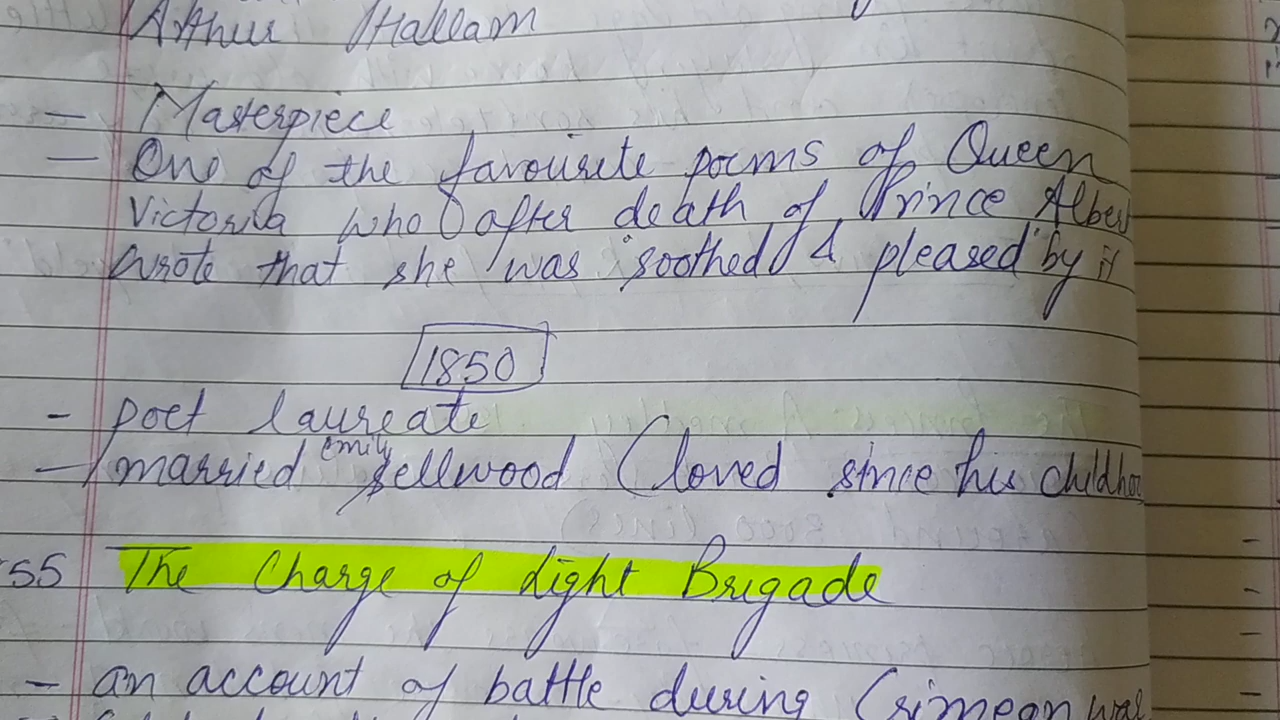 Arthur Hallam
- Masterpiece
- One of the favourite poems of Queen
Victoria who after death of Prince Albert
wrote that she was soothed & pleased by it
1850
- poet laureate
- married Emily Sellwood (loved since his childhoo
55 The Charge of Light Brigade
- an account of battle during Crimean war